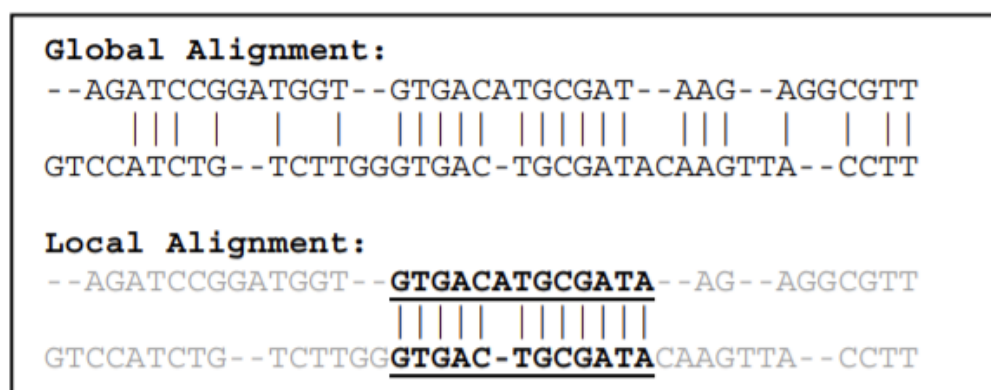 Global Alignment:
--AGATCCGGATGGT--GTGACATGCGAT--AAG--AGGCGTT
    ||| |  |  |  ||||| ||||||  |||  |  | ||
GTCCATCTG--TCTTGGGTGAC-TGCGATACAAGTTA--CCTT
Local Alignment:
--AGATCCGGATGGT--GTGACATGCGATA--AG--AGGCGTT
                 ||||| |||||||
GTCCATCTG--TCTTGGGTGAC-TGCGATACAAGTTA--CCTT